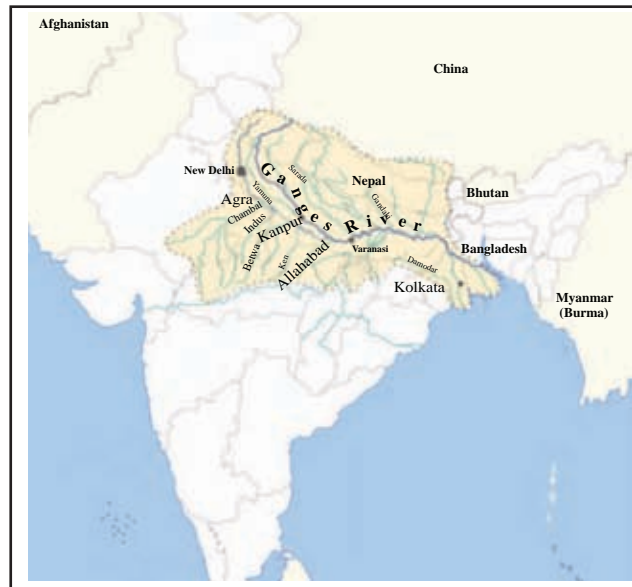 Afghanistan
China
New Delhi
Ganges River
Sarada
Nepal
Yamuna
Agra
Chambal
Gandak
Bhutan
Indus
Kanpur
Betwa
Ken
Allahabad
Varanasi
Bangladesh
Damodar
Kolkata
Myanmar
(Burma)